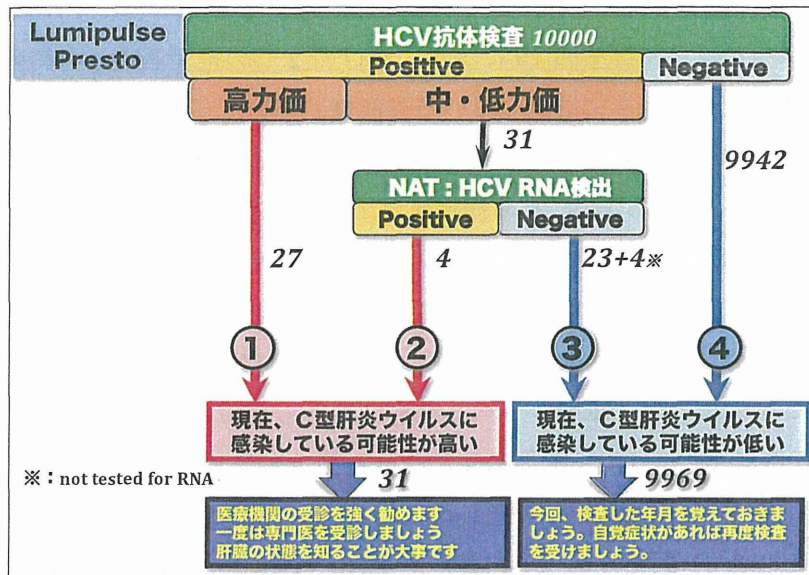 Lumipulse
Presto
HCV抗体検査 10000
Positive
Negative
高力価
中・低力価
31
9942
NAT：HCV RNA検出
Positive
Negative
27
4
23+4※
1
2
3
4
現在、C型肝炎ウイルスに
感染している可能性が高い
現在、C型肝炎ウイルスに
感染している可能性が低い
※：not tested for RNA
31
9969
医療機関の受診を強く勧めます
一度は専門医を受診しましょう
肝臓の状態を知ることが大事です
今回、検査した年月を覚えておきま
しょう。自覚症状があれば再度検査
を受けましょう。